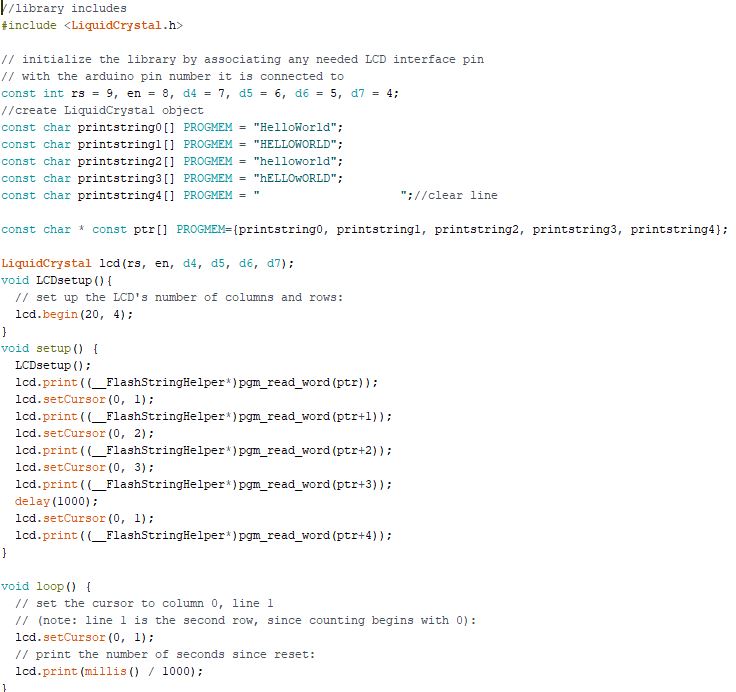 //library includes
#include <LiquidCrystal.h>
// initialize the library by associating any needed LCD interface pin
// with the arduino pin number it is connected to
const int rs = 9, en = 8, d4 = 7, d5 = 6, d6 = 5, d7 = 4;
//create LiquidCrystal object
const char printstring0[] PROGMEM = "HelloWorld";
const char printstring1[] PROGMEM = "HELLOWORLD";
const char printstring2[] PROGMEM = "helloworld";
const char printstring3[] PROGMEM = "hELLOwORLD";
const char printstring4[] PROGMEM = "                    ";//clear line
const char * const ptr[] PROGMEM={printstring0, printstring1, printstring2, printstring3, printstring4};
LiquidCrystal lcd(rs, en, d4, d5, d6, d7);
void LCDsetup(){
  // set up the LCD's number of columns and rows:
  lcd.begin(20, 4);
}
void setup() {
  LCDsetup();
  lcd.print((__FlashStringHelper*)pgm_read_word(ptr));
  lcd.setCursor(0, 1);
  lcd.print((__FlashStringHelper*)pgm_read_word(ptr+1));
  lcd.setCursor(0, 2);
  lcd.print((__FlashStringHelper*)pgm_read_word(ptr+2));
  lcd.setCursor(0, 3);
  lcd.print((__FlashStringHelper*)pgm_read_word(ptr+3));
  delay(1000);
  lcd.setCursor(0, 1);
  lcd.print((__FlashStringHelper*)pgm_read_word(ptr+4));
}
void loop() {
  // set the cursor to column 0, line 1
  // (note: line 1 is the second row, since counting begins with 0):
  lcd.setCursor(0, 1);
  // print the number of seconds since reset:
  lcd.print(millis() / 1000);
}